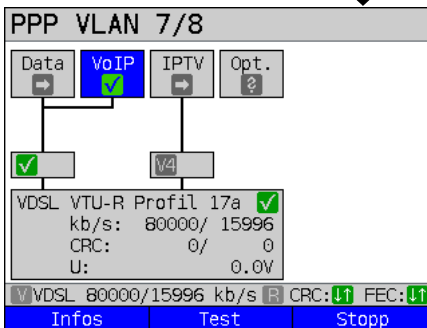 PPP VLAN 7/8
Data VoIP IPTV Opt.
V4
VDSL VTU-R Profil 17a
kb/s: 80000/ 15996
CRC: 0/ 0
U: 0.0V
V VDSL 80000/15996 kb/s R CRC: FEC:
Infos Test Stopp